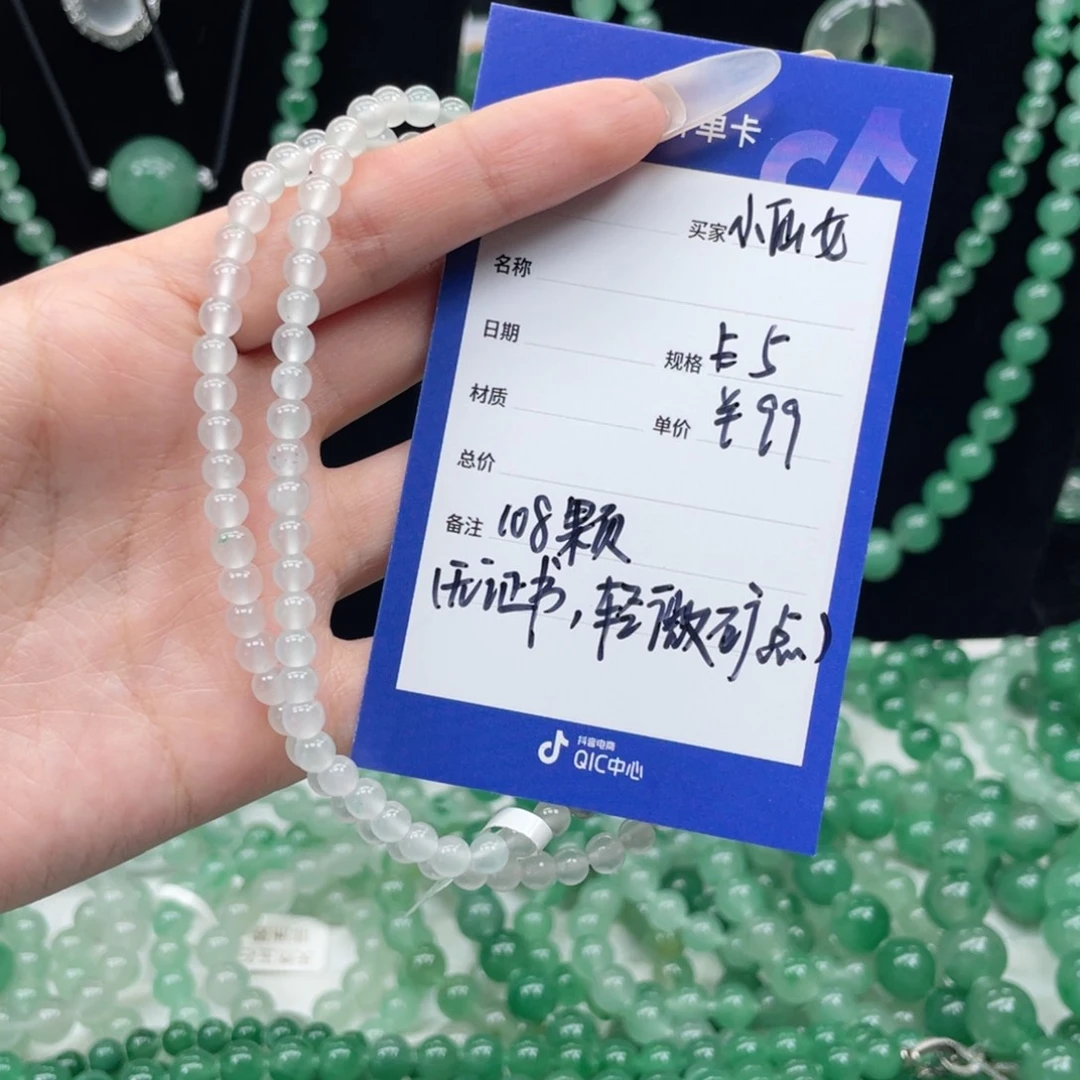 单卡
买家 小仙女
名称
日期
规格 卡5
材质
单价 ¥99
总价
备注 108颗
(无证书,轻微矿点)
抖音电商
QIC中心